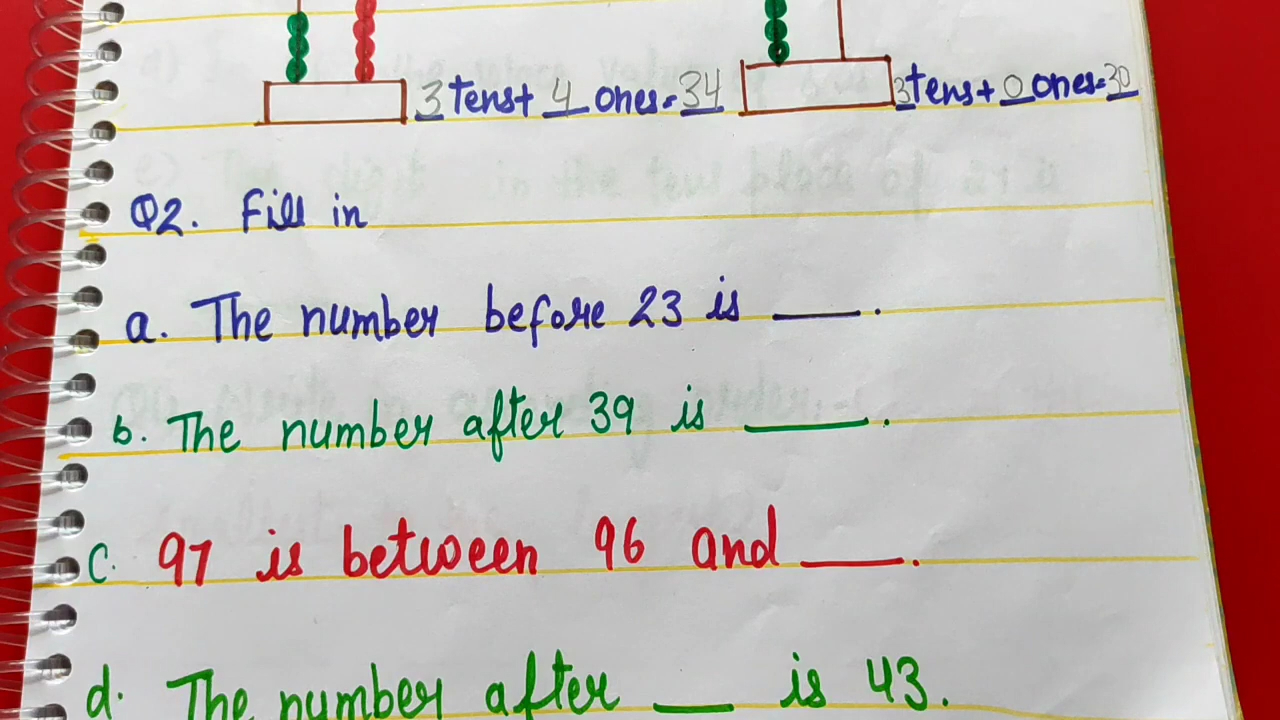 3 Tens + 4 ones = 34
3 tens + 0 ones = 30
Q2. Fill in
a. The number before 23 is ___.
b. The number after 39 is ___.
c. 97 is between 96 and ___.
d. The number after ___ is 43.